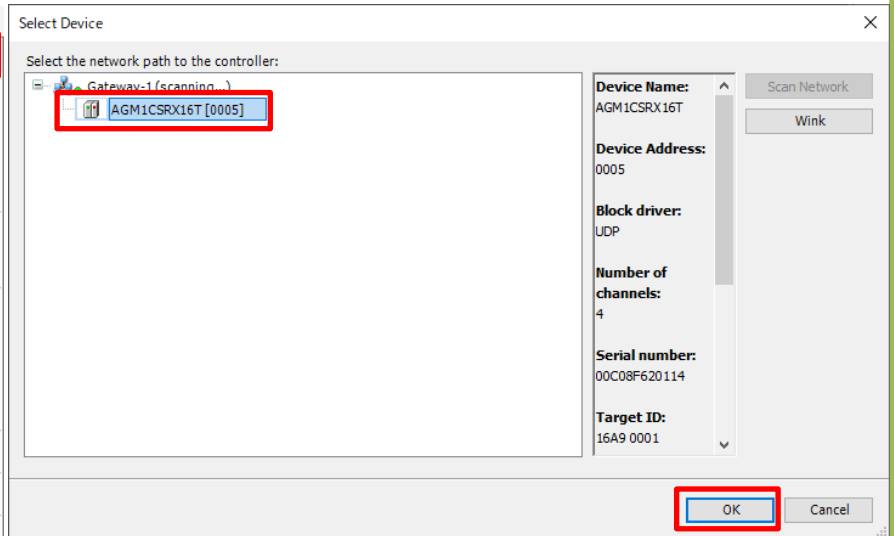 Select Device
Select the network path to the controller:
Gateway-1 (scanning...)
AGM1CSRX16T [0005]
Device Name:
AGM1CSRX16T
Device Address:
0005
Block driver:
UDP
Number of
channels:
4
Serial number:
00C08F620114
Target ID:
16A9 0001
Scan Network
Wink
OK
Cancel